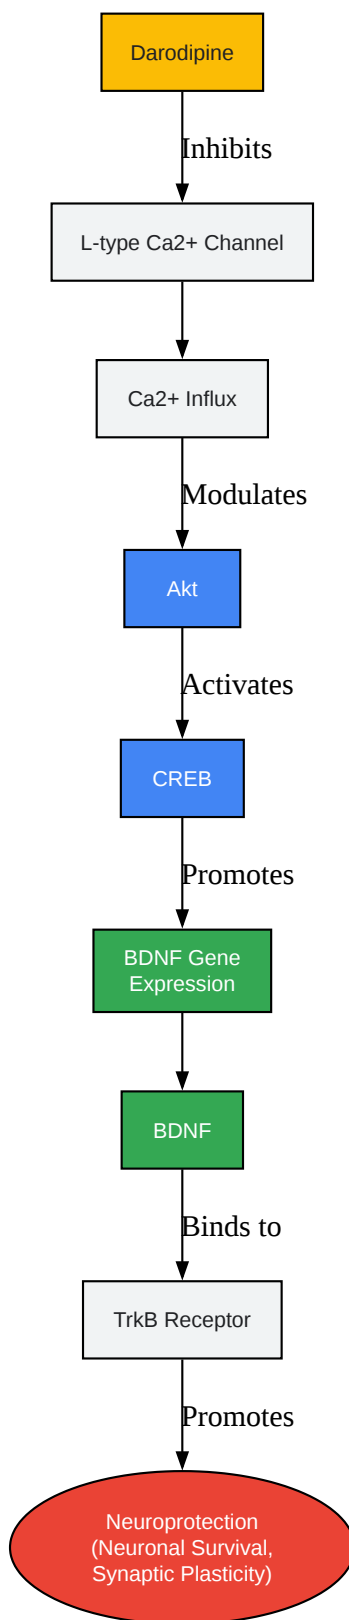 Darodipine
Inhibits
L-type Ca2+ Channel
Ca2+ Influx
Modulates
Akt
Activates
CREB
Promotes
BDNF Gene
Expression
BDNF
Binds to
TrkB Receptor
Promotes
Neuroprotection
(Neuronal Survival,
Synaptic Plasticity)